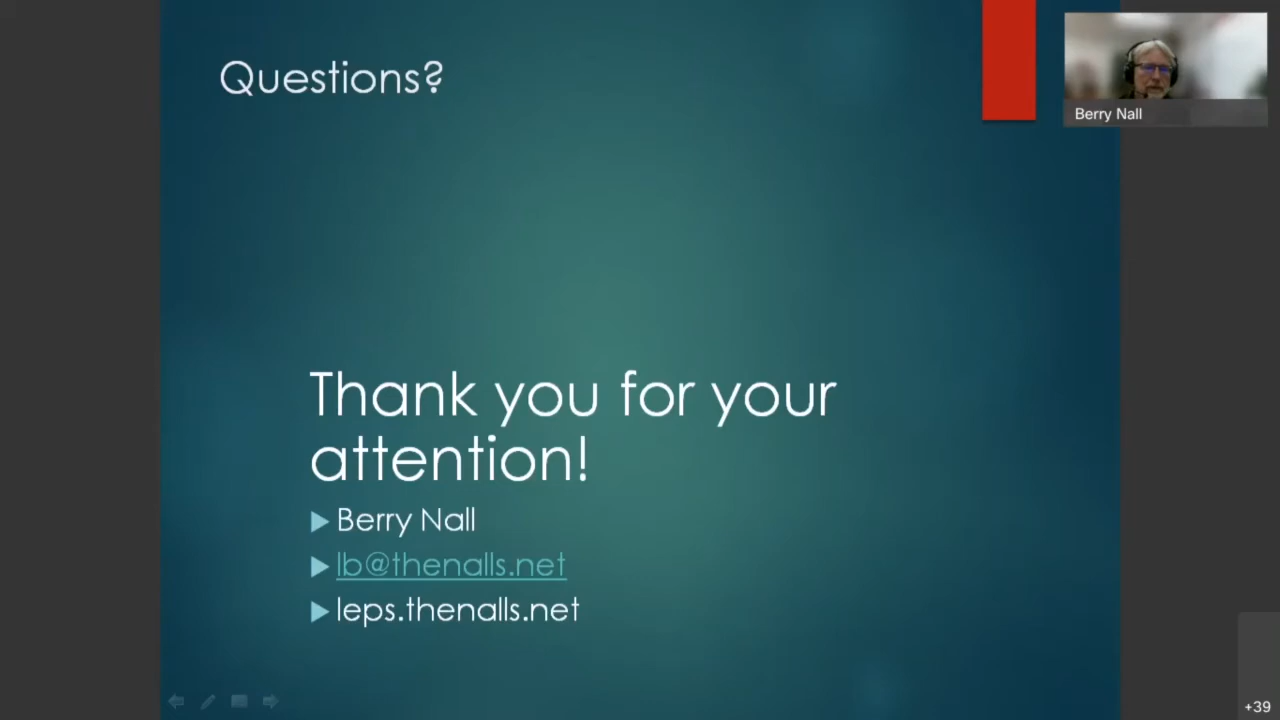 Questions?
Berry Nall
Thank you for your
attention!
Berry Nall
lb@thenalls.net
leps.thenalls.net
+39